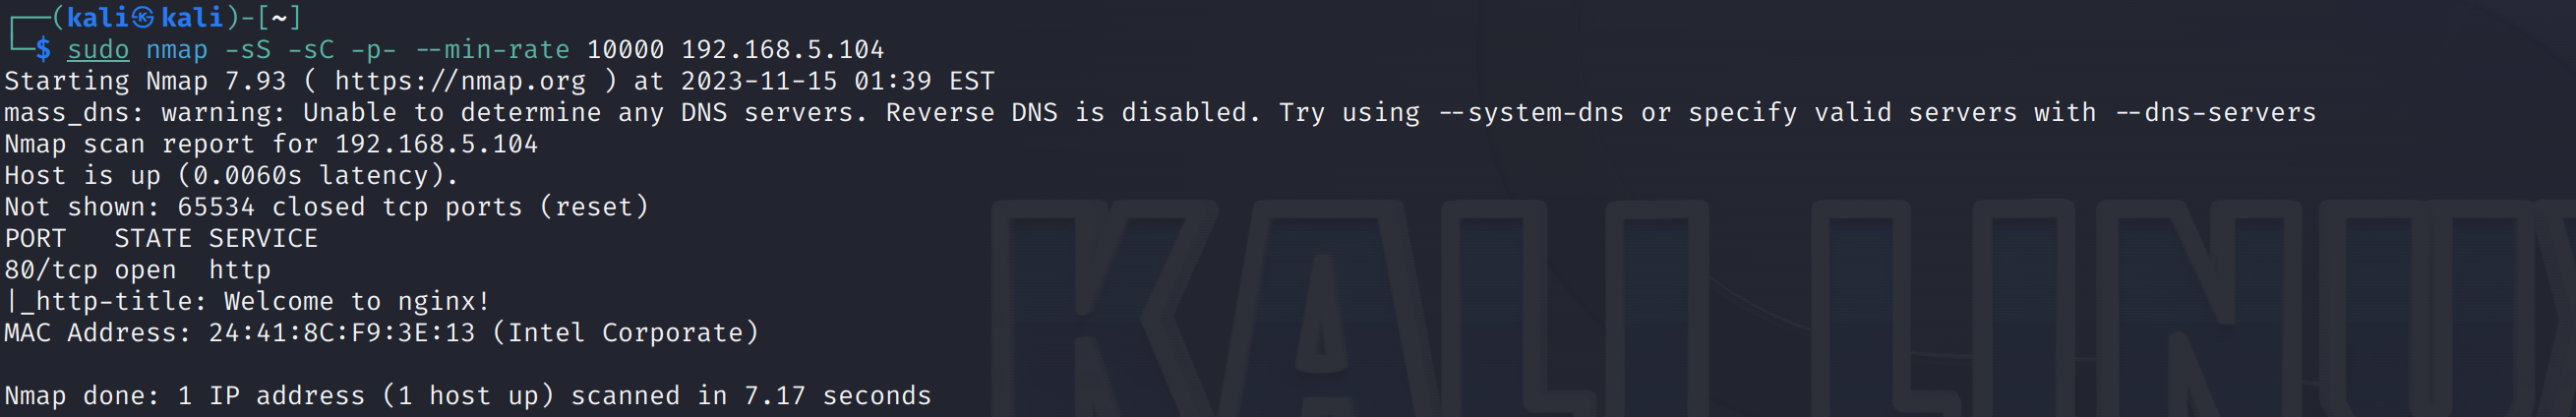 ┌──(kali㉿kali)-[~]
└─$ sudo nmap -sS -sC -p- --min-rate 10000 192.168.5.104
Starting Nmap 7.93 ( https://nmap.org ) at 2023-11-15 01:39 EST
mass_dns: warning: Unable to determine any DNS servers. Reverse DNS is disabled. Try using --system-dns or specify valid servers with --dns-servers
Nmap scan report for 192.168.5.104
Host is up (0.0060s latency).
Not shown: 65534 closed tcp ports (reset)
PORT   STATE SERVICE
80/tcp open  http
|_http-title: Welcome to nginx!
MAC Address: 24:41:8C:F9:3E:13 (Intel Corporate)
Nmap done: 1 IP address (1 host up) scanned in 7.17 seconds
KALI LINUX